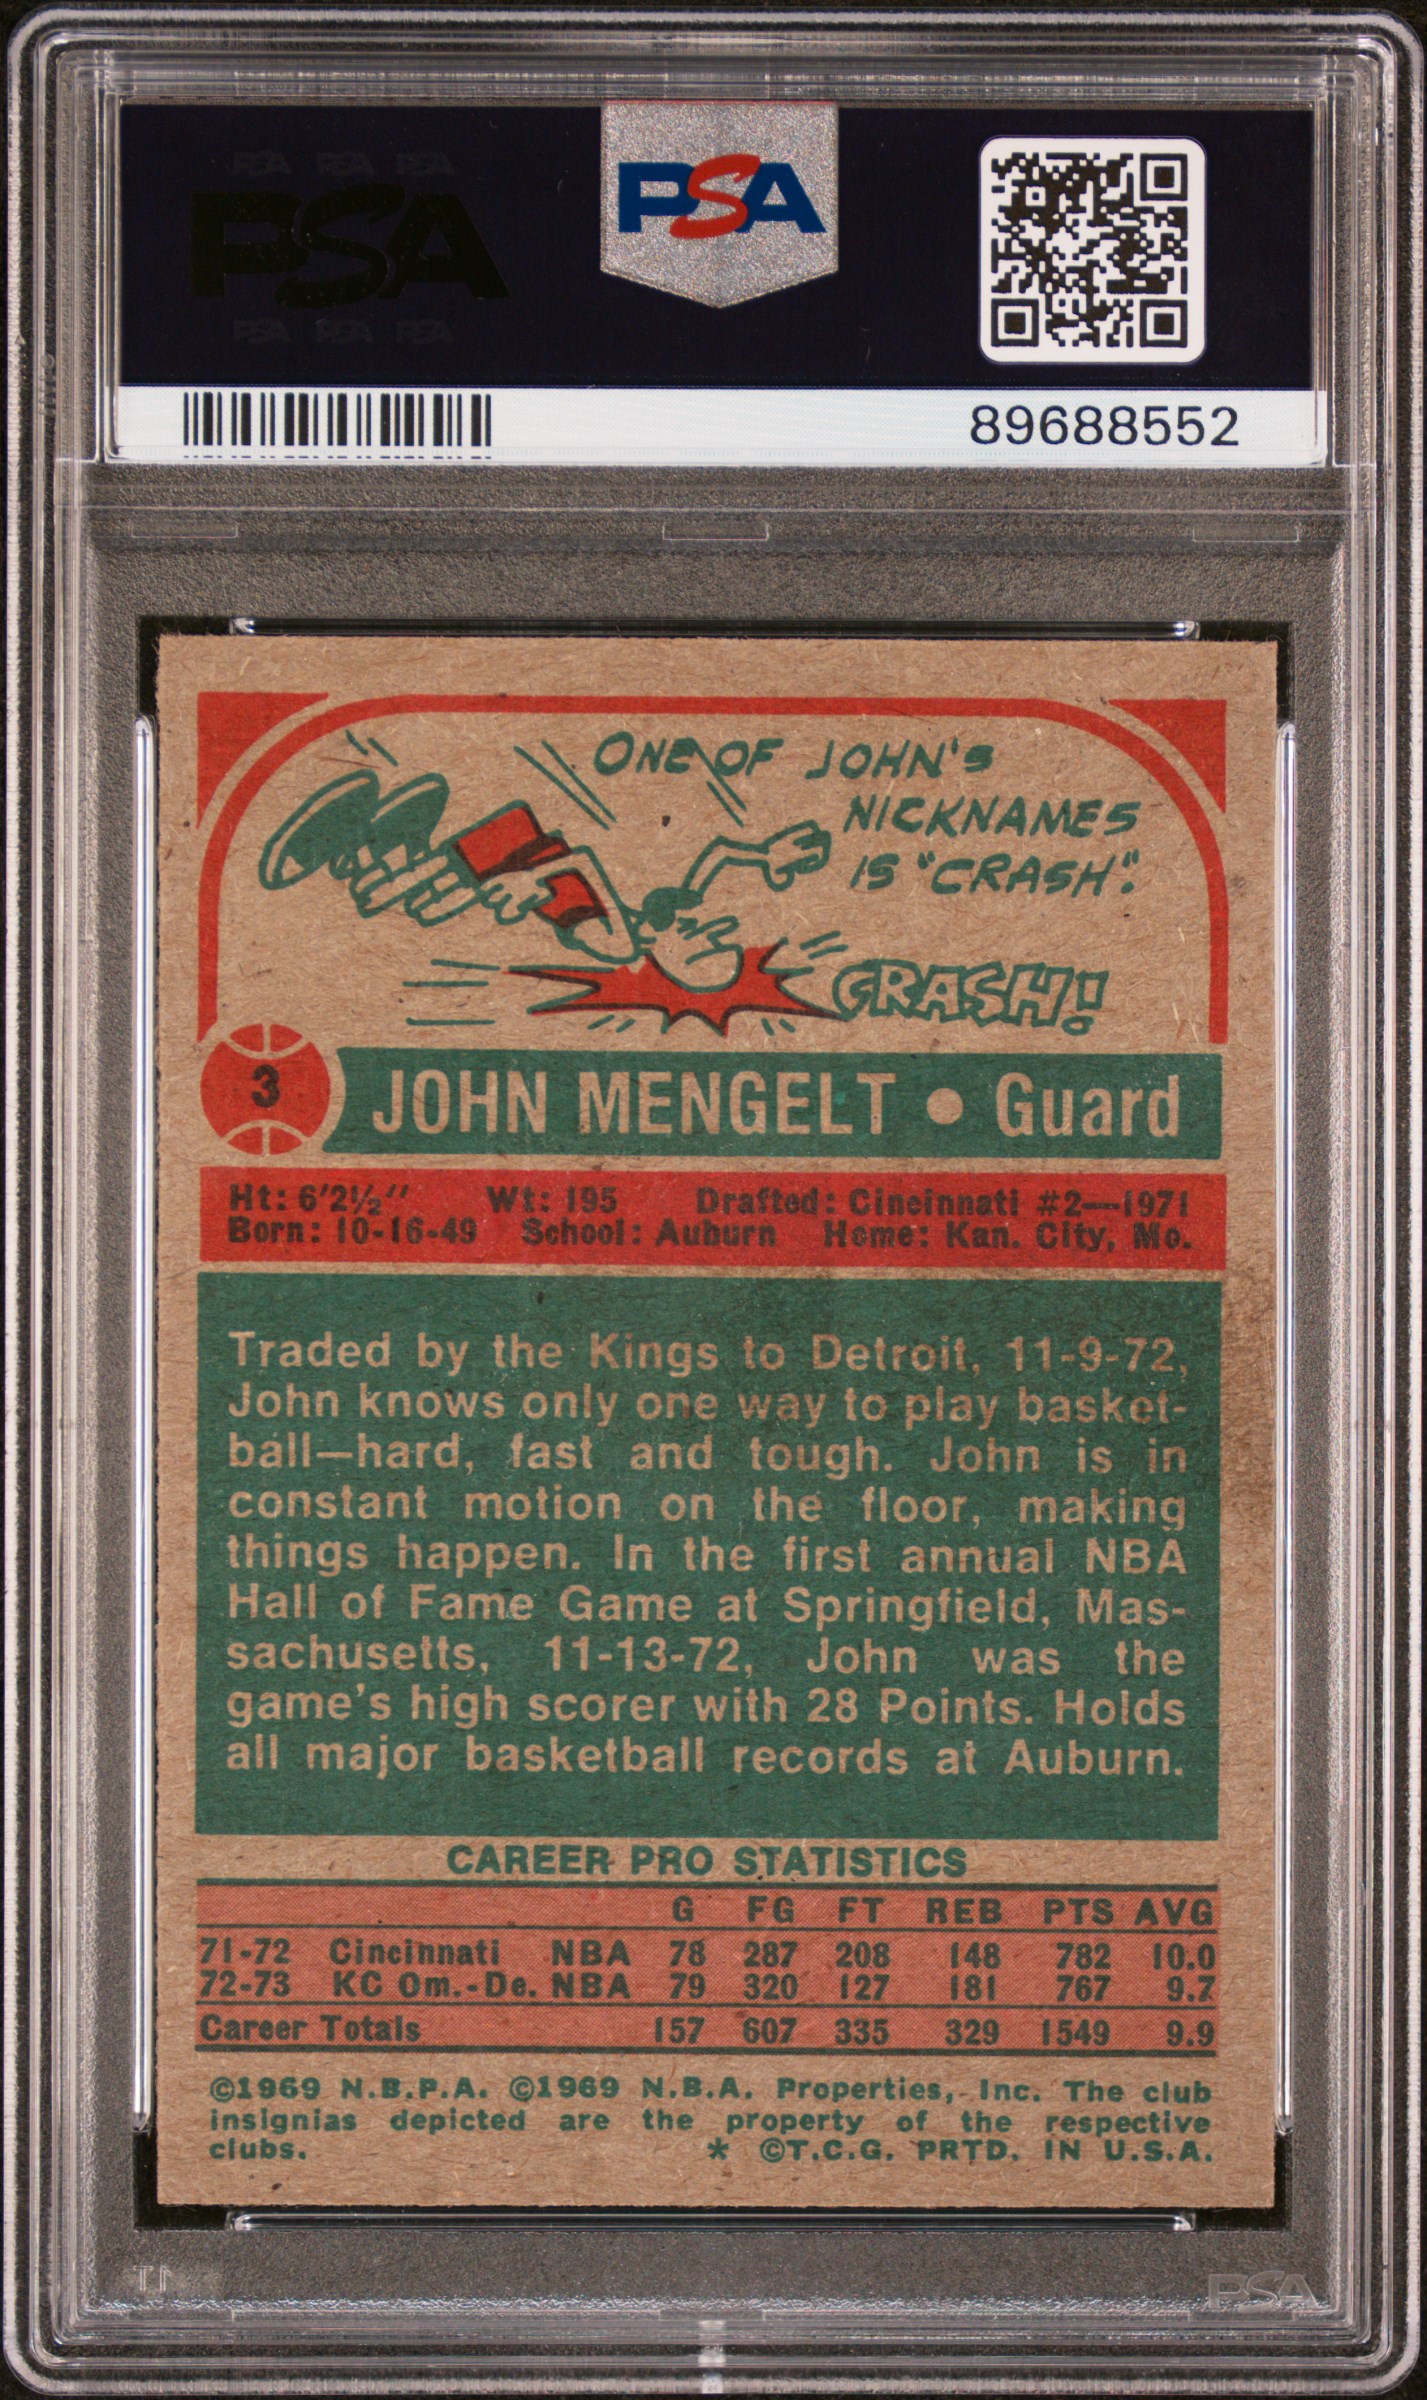 PSA PSA PSA
PSA
PSA PSA PSA
PSA
89688552
ONE OF JOHN'S
NICKNAMES
IS "CRASH".
CRASH!
3
JOHN MENGELT ● Guard
Ht: 6'2½" Wt: 195 Drafted: Cincinnati #2—1971
Born: 10-16-49 School: Auburn Home: Kan. City, Mo.
Traded by the Kings to Detroit, 11-9-72,
John knows only one way to play basket-
ball—hard, fast and tough. John is in
constant motion on the floor, making
things happen. In the first annual NBA
Hall of Fame Game at Springfield, Mas-
sachusetts, 11-13-72, John was the
game's high scorer with 28 Points. Holds
all major basketball records at Auburn.
CAREER PRO STATISTICS
G FG FT REB PTS AVG
71-72 Cincinnati NBA 78 287 208 148 782 10.0
72-73 KC Om.-De. NBA 79 320 127 181 767 9.7
Career Totals 157 607 335 329 1549 9.9
©1969 N.B.P.A. ©1969 N.B.A. Properties, Inc. The club
insignias depicted are the property of the respective
clubs. * ©T.C.G. PRTD. IN U.S.A.
PSA